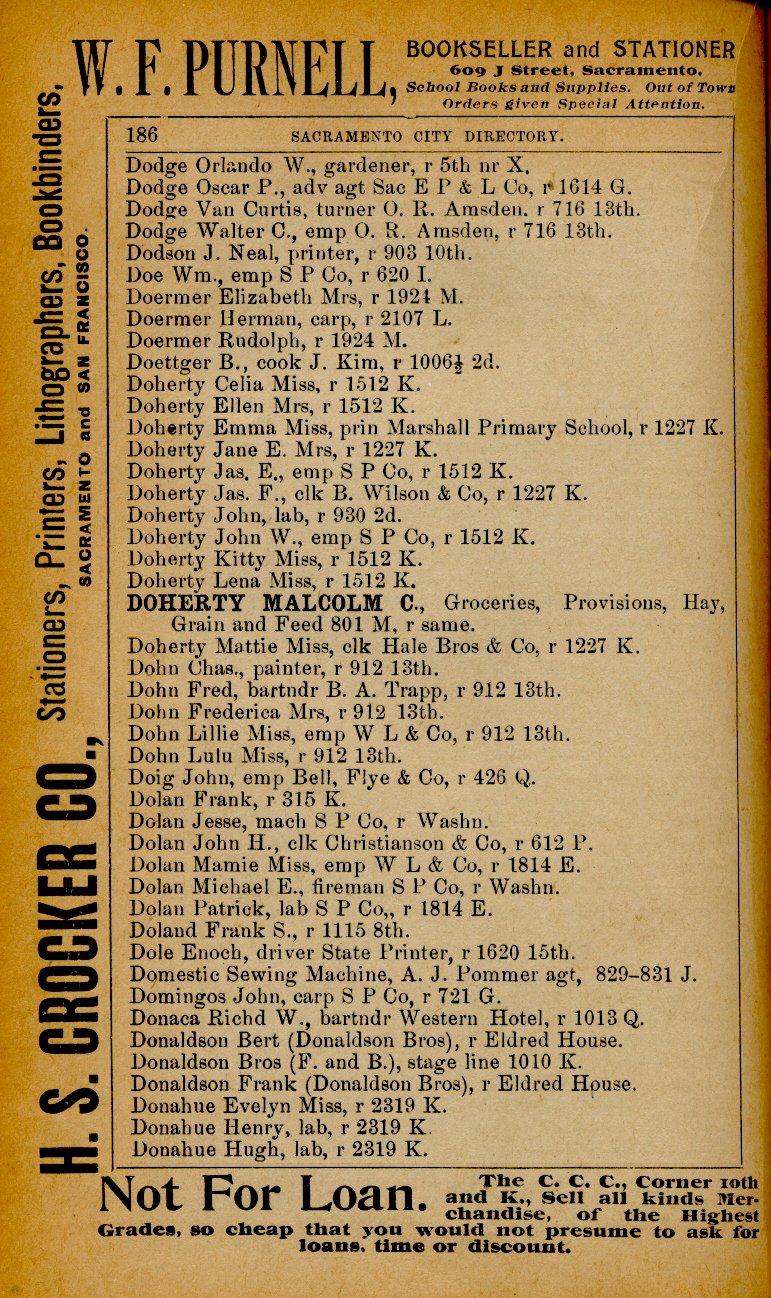 W. F. PURNELL,
BOOKSELLER and STATIONER
609 J Street, Sacramento.
School Books and Supplies. Out of Town
Orders given Special Attention.
H. S. CROCKER CO., Stationers, Printers, Lithographers, Bookbinders,
SACRAMENTO and SAN FRANCISCO.
186 SACRAMENTO CITY DIRECTORY.
Dodge Orlando W., gardener, r 5th nr X.
Dodge Oscar P., adv agt Sac E P & L Co, r 1614 G.
Dodge Van Curtis, turner O. R. Amsden. r 716 13th.
Dodge Walter C., emp O. R. Amsden, r 716 13th.
Dodson J. Neal, printer, r 903 10th.
Doe Wm., emp S P Co, r 620 I.
Doermer Elizabeth Mrs, r 1924 M.
Doermer Herman, carp, r 2107 L.
Doermer Rudolph, r 1924 M.
Doettger B., cook J. Kim, r 1006½ 2d.
Doherty Celia Miss, r 1512 K.
Doherty Ellen Mrs, r 1512 K.
Doherty Emma Miss, prin Marshall Primary School, r 1227 K.
Doherty Jane E. Mrs, r 1227 K.
Doherty Jas. E., emp S P Co, r 1512 K.
Doherty Jas. F., clk B. Wilson & Co, r 1227 K.
Doherty John, lab, r 930 2d.
Doherty John W., emp S P Co, r 1512 K.
Doherty Kitty Miss, r 1512 K.
Doherty Lena Miss, r 1512 K.
DOHERTY MALCOLM C., Groceries, Provisions, Hay,
Grain and Feed 801 M, r same.
Doherty Mattie Miss, clk Hale Bros & Co, r 1227 K.
Dohn Chas., painter, r 912 13th.
Dohn Fred, bartndr B. A. Trapp, r 912 13th.
Dohn Frederica Mrs, r 912 13th.
Dohn Lillie Miss, emp W L & Co, r 912 13th.
Dohn Lulu Miss, r 912 13th.
Doig John, emp Bell, Flye & Co, r 426 Q.
Dolan Frank, r 315 K.
Dolan Jesse, mach S P Co, r Washn.
Dolan John H., clk Christianson & Co, r 612 P.
Dolan Mamie Miss, emp W L & Co, r 1814 E.
Dolan Michael E., fireman S P Co, r Washn.
Dolan Patrick, lab S P Co,, r 1814 E.
Doland Frank S., r 1115 8th.
Dole Enoch, driver State Printer, r 1620 15th.
Domestic Sewing Machine, A. J. Pommer agt, 829-831 J.
Domingos John, carp S P Co, r 721 G.
Donaca Richd W., bartndr Western Hotel, r 1013 Q.
Donaldson Bert (Donaldson Bros), r Eldred House.
Donaldson Bros (F. and B.), stage line 1010 K.
Donaldson Frank (Donaldson Bros), r Eldred House.
Donahue Evelyn Miss, r 2319 K.
Donahue Henry, lab, r 2319 K.
Donahue Hugh, lab, r 2319 K.
Not For Loan. The C. C. C., Corner 10th
and K., Sell all kinds Mer-
chandise, of the Highest
Grades, so cheap that you would not presume to ask for
loans, time or discount.